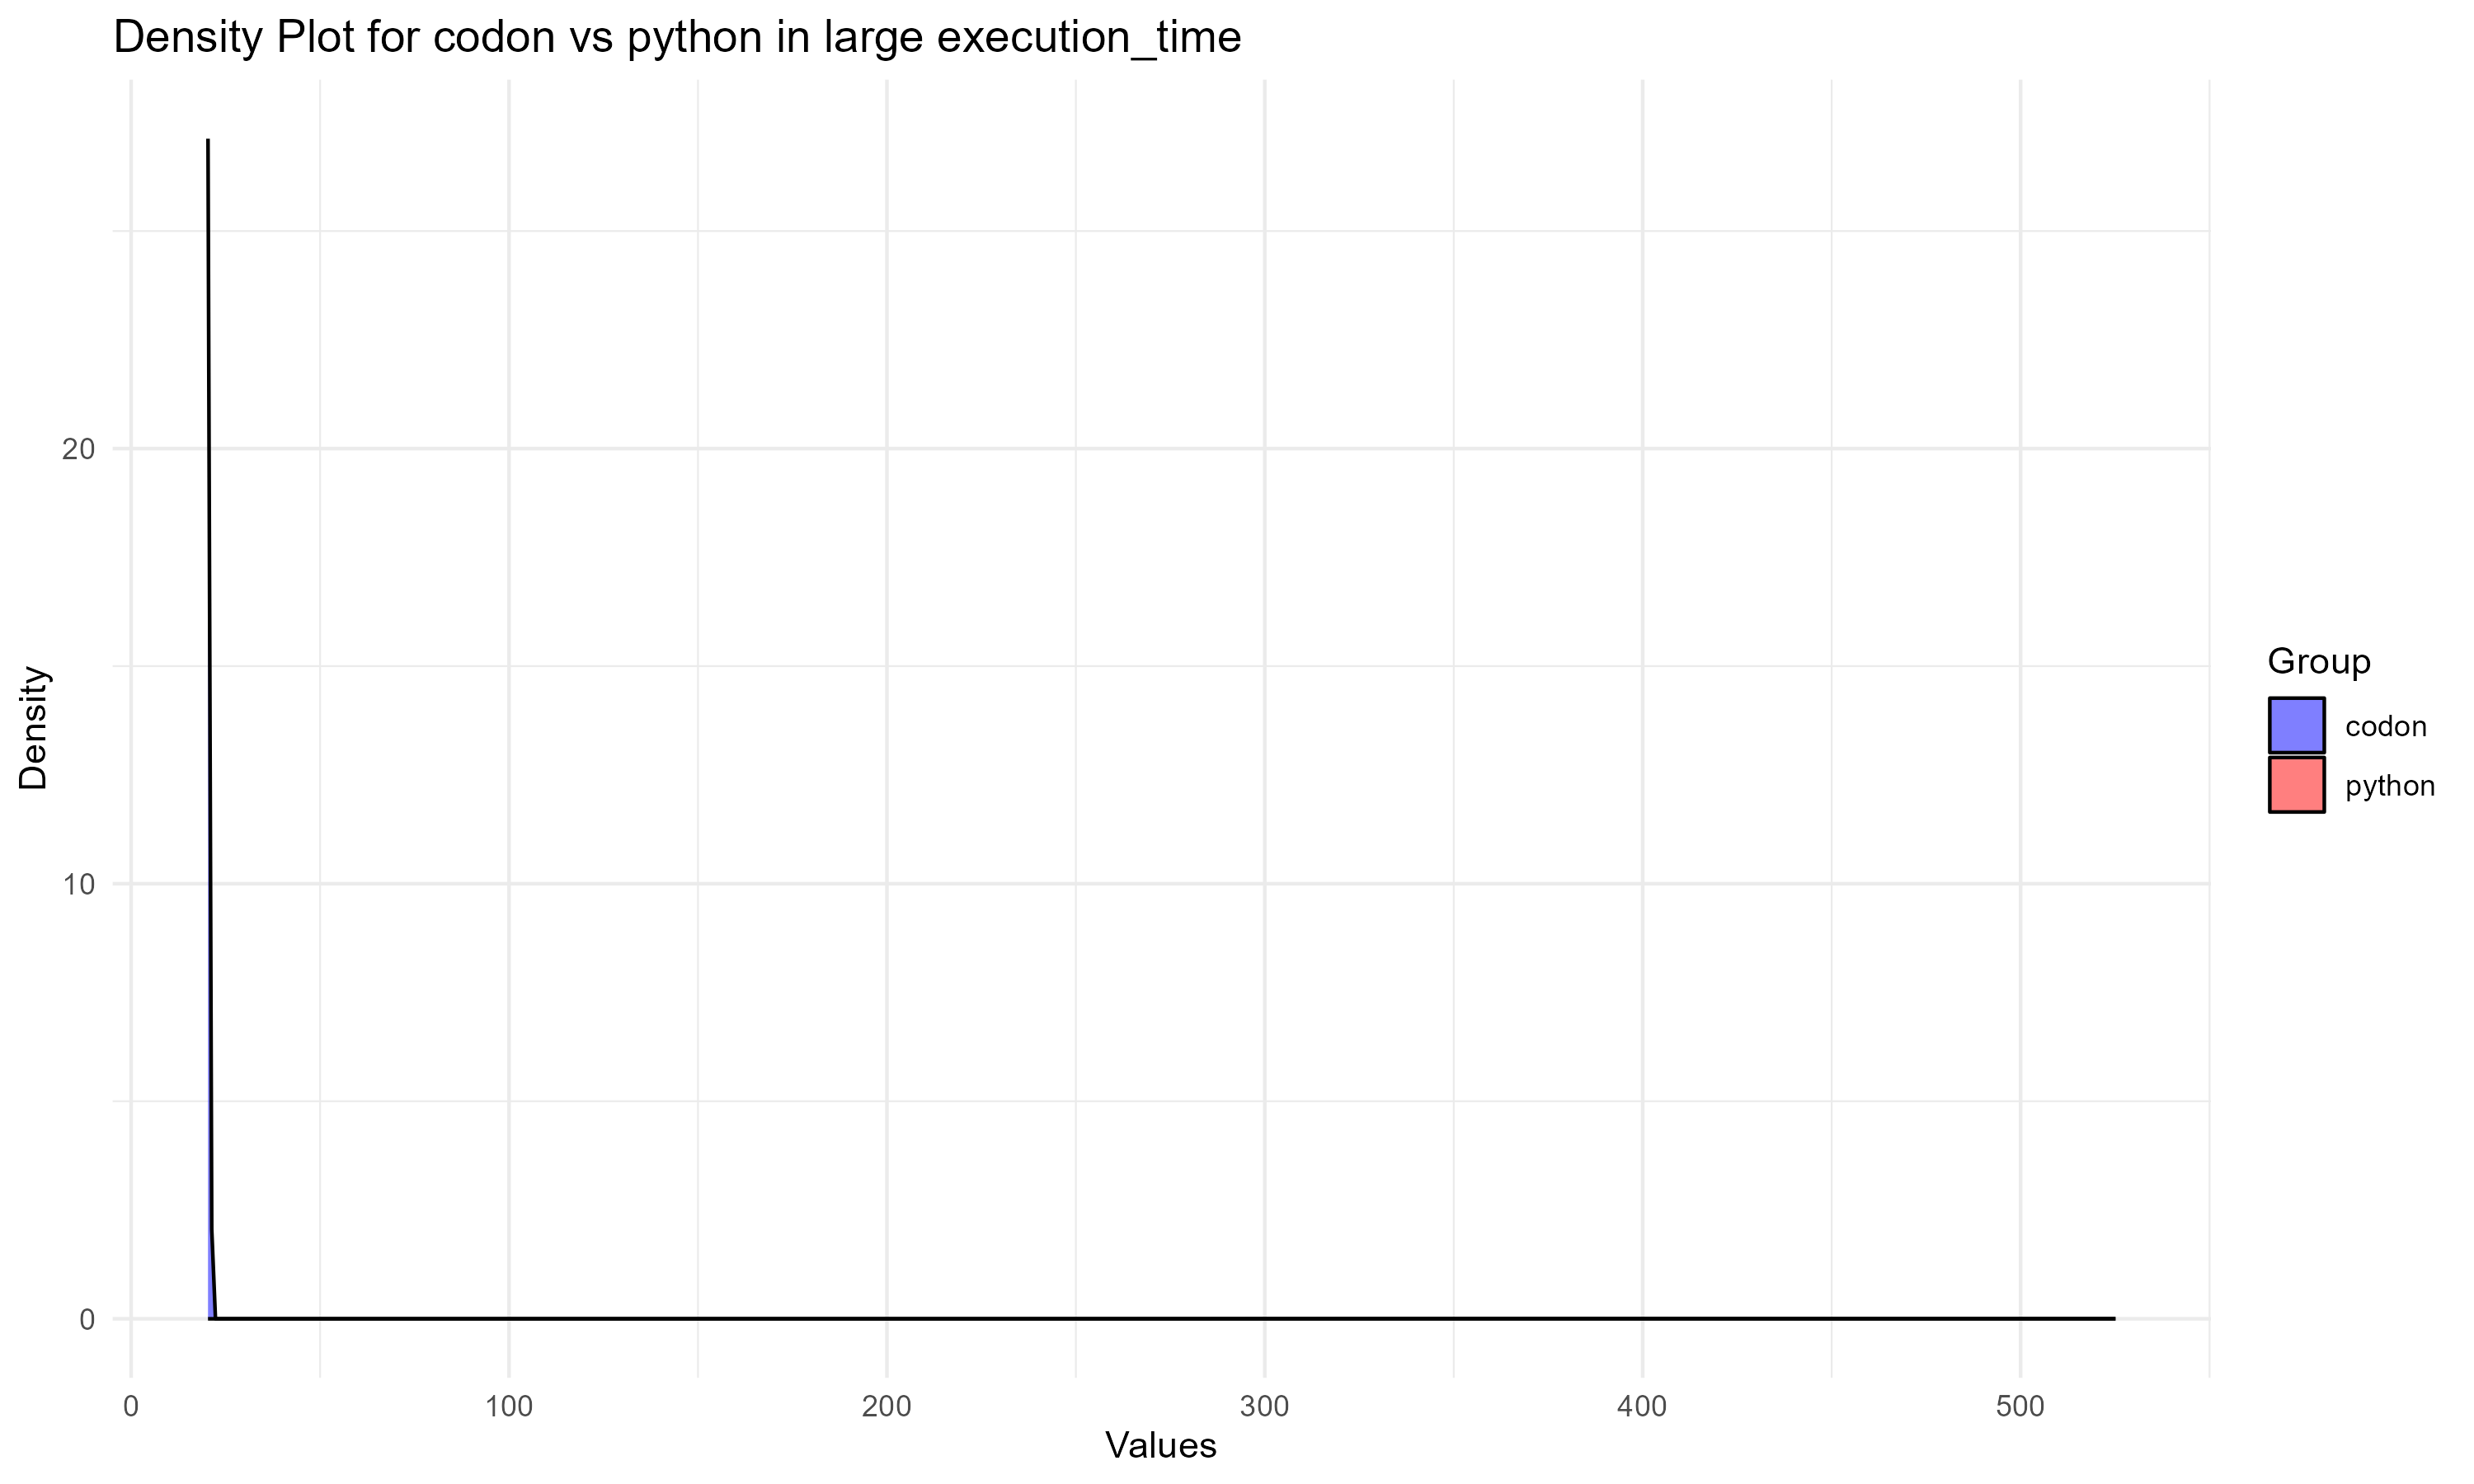 Density Plot for codon vs python in large execution_time
20
10
0
Density
0 100 200 300 400 500
Values
Group
codon
python